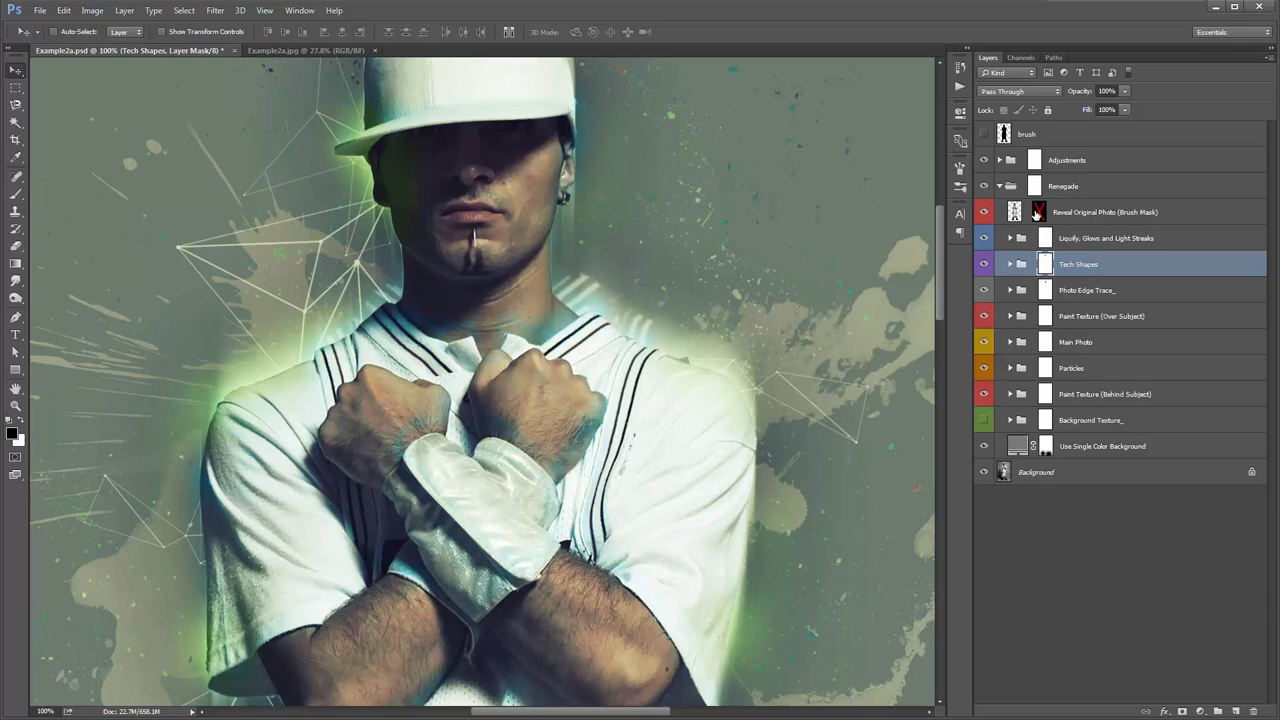 Ps File Edit Image Layer Type Select Filter 3D View Window Help
Auto-Select: Layer Show Transform Controls 3D Mode: Essentials
Example2a.psd @ 100% (Tech Shapes, Layer Mask/8) * × Example2a.jpg @ 27.8% (RGB/8#) ×
Layers Channels Paths
Kind
Pass Through Opacity: 100%
Lock: Fill: 100%
brush
Adjustments
Renegade
Reveal Original Photo (Brush Mask)
Liquify, Glows and Light Streaks
Tech Shapes
Photo Edge Trace_
Paint Texture (Over Subject)
Main Photo
Particles
Paint Texture (Behind Subject)
Background Texture_
Use Single Color Background
Background
100% Doc: 22.7M/658.1M